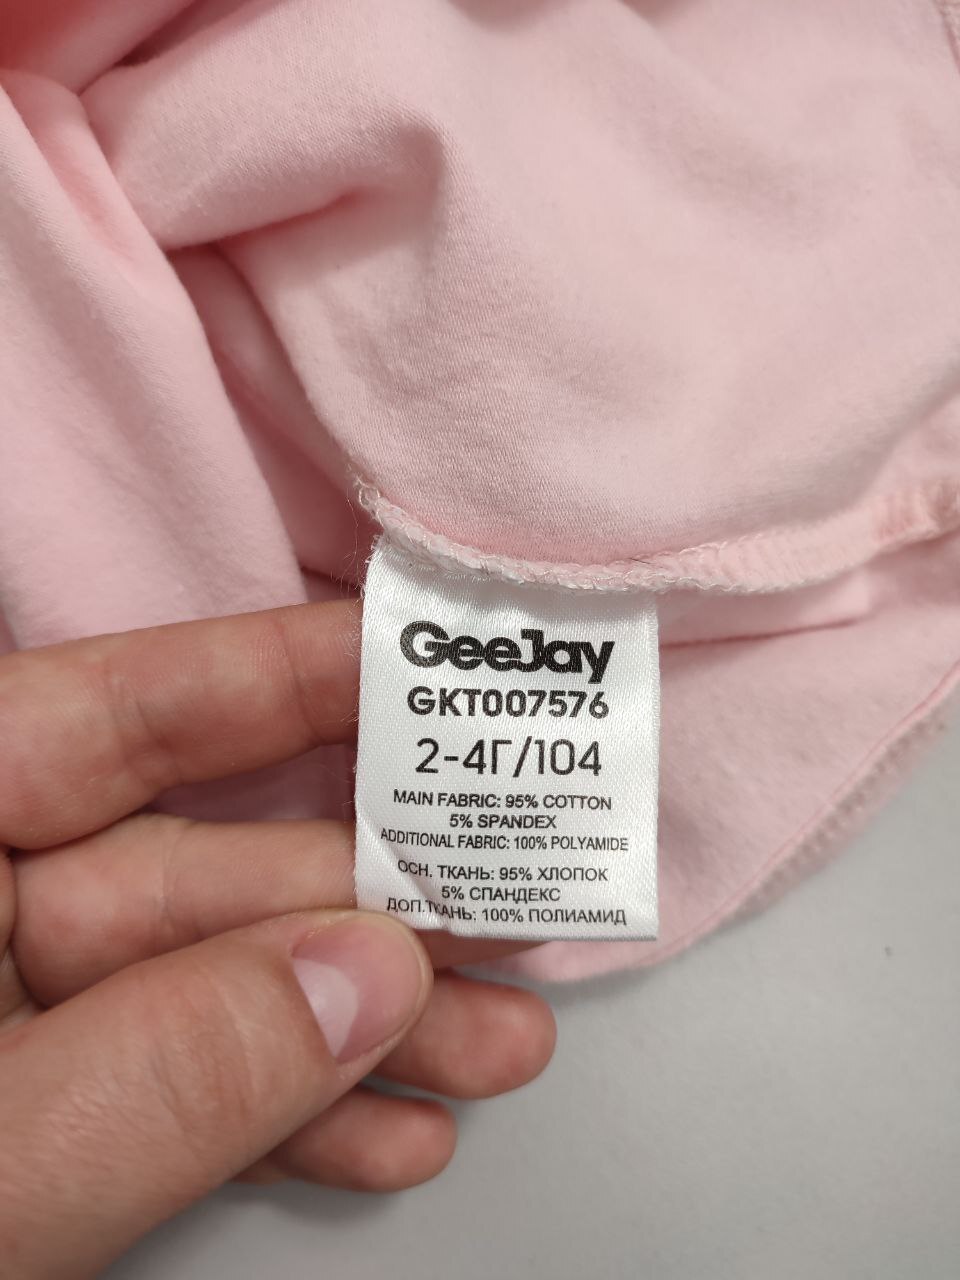 GeeJay
GKT007576
2-4Г/104
MAIN FABRIC: 95% COTTON
5% SPANDEX
ADDITIONAL FABRIC: 100% POLYAMIDE
ОСН. ТКАНЬ: 95% ХЛОПОК
5% СПАНДЕКС
ДОП.ТКАНЬ: 100% ПОЛИАМИД